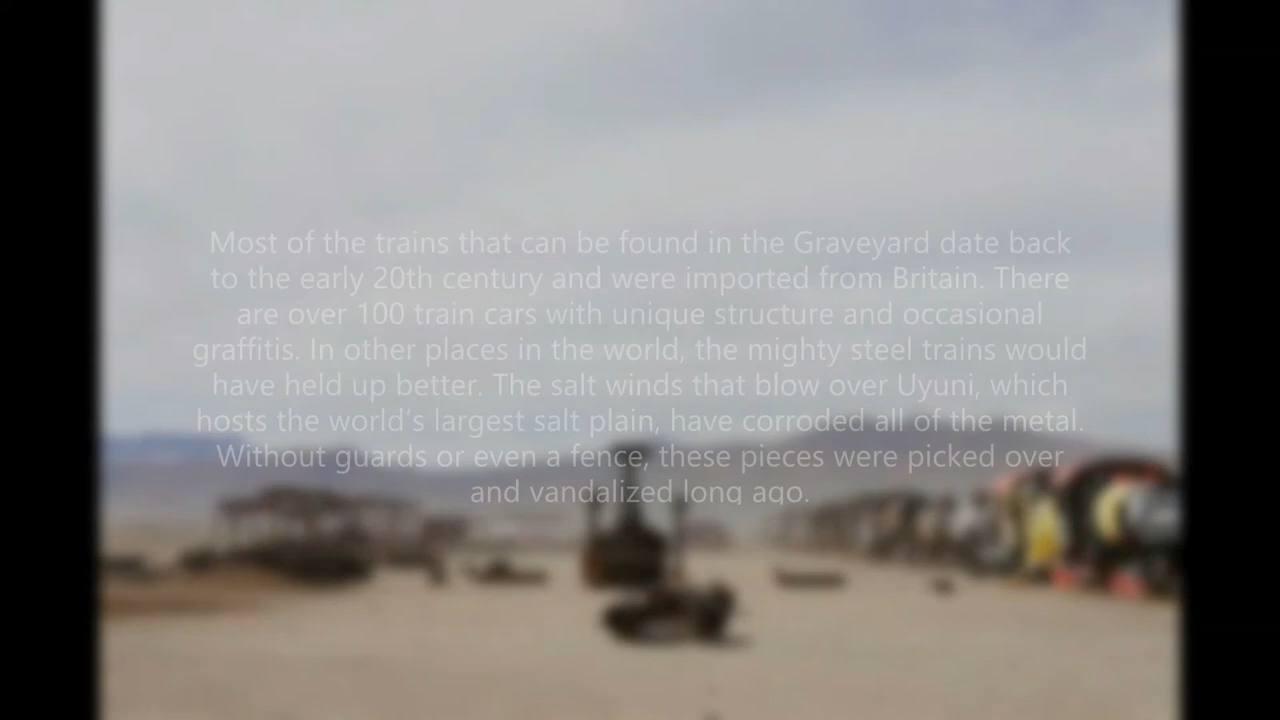 Most of the trains that can be found in the Graveyard date back
to the early 20th century and were imported from Britain. There
are over 100 train cars with unique structure and occasional
graffitis. In other places in the world, the mighty steel trains would
have held up better. The salt winds that blow over Uyuni, which
hosts the world’s largest salt plain, have corroded all of the metal.
Without guards or even a fence, these pieces were picked over
and vandalized long ago.